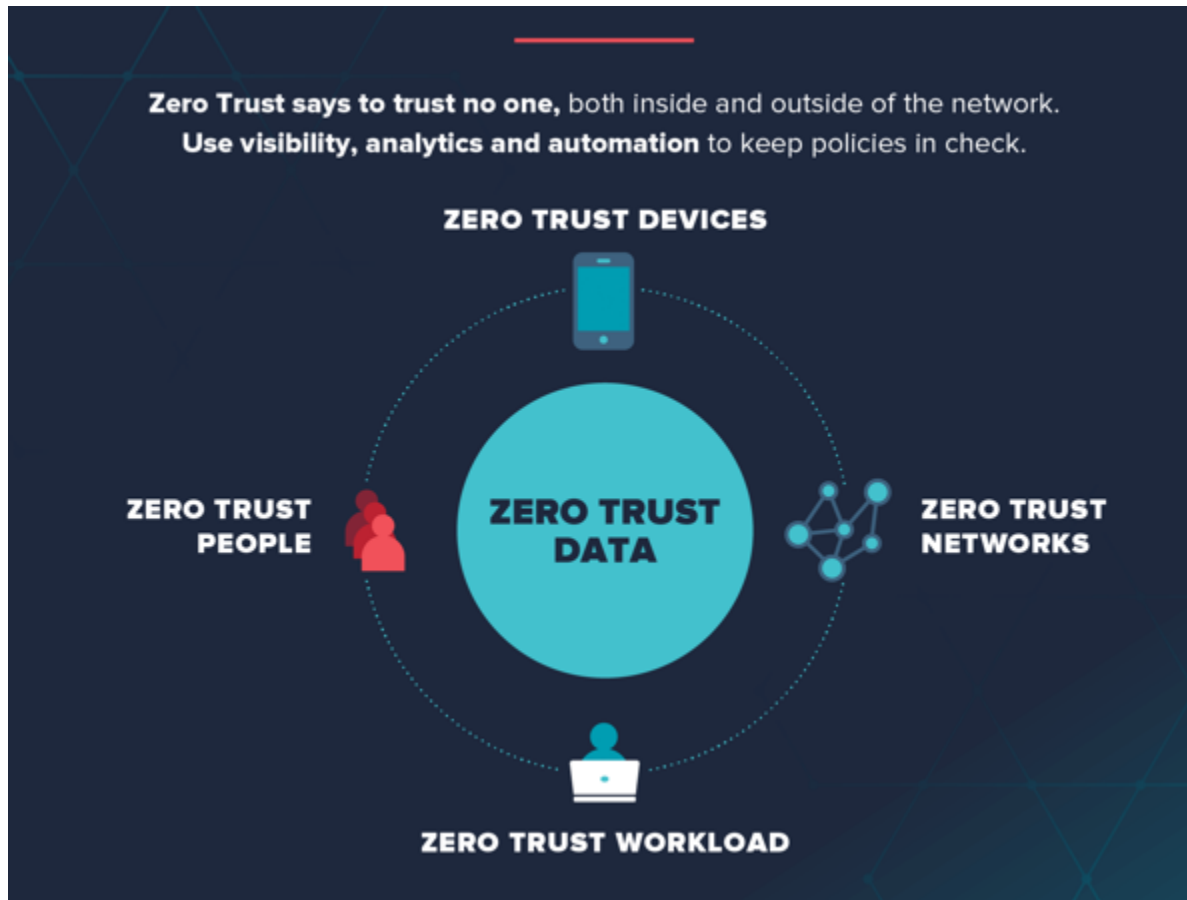 Zero Trust says to trust no one, both inside and outside of the network.
Use visibility, analytics and automation to keep policies in check.
ZERO TRUST DEVICES
ZERO TRUST
PEOPLE
ZERO TRUST
DATA
ZERO TRUST
NETWORKS
ZERO TRUST WORKLOAD